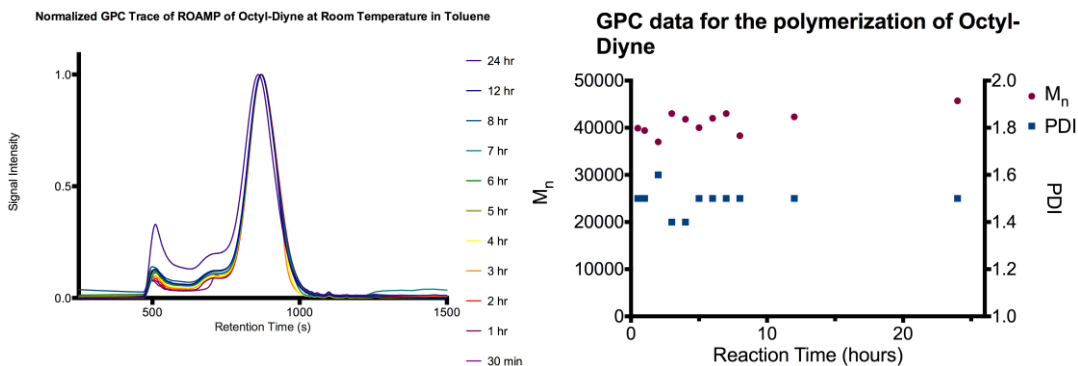 Normalized GPC Trace of ROAMP of Octyl-Diyne at Room Temperature in Toluene
Signal Intensity
1.0
0.5
0.0
500
1000
1500
Retention Time (s)
24 hr
12 hr
8 hr
7 hr
6 hr
5 hr
4 hr
3 hr
2 hr
1 hr
30 min
GPC data for the polymerization of Octyl-
Diyne
Mn
50000
40000
30000
20000
10000
0
0
10
20
Reaction Time (hours)
2.0
1.8
1.6
1.4
1.2
1.0
PDI
Mn
PDI